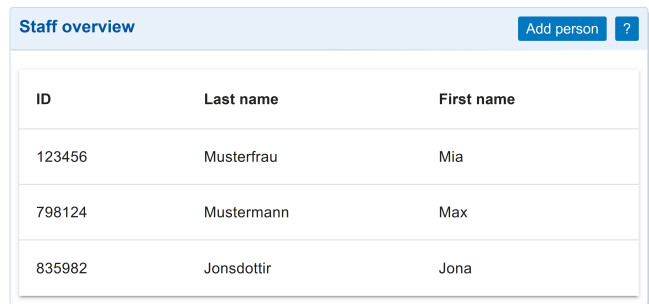 Staff overview Add person ?
ID Last name First name
123456 Musterfrau Mia
798124 Mustermann Max
835982 Jonsdottir Jona